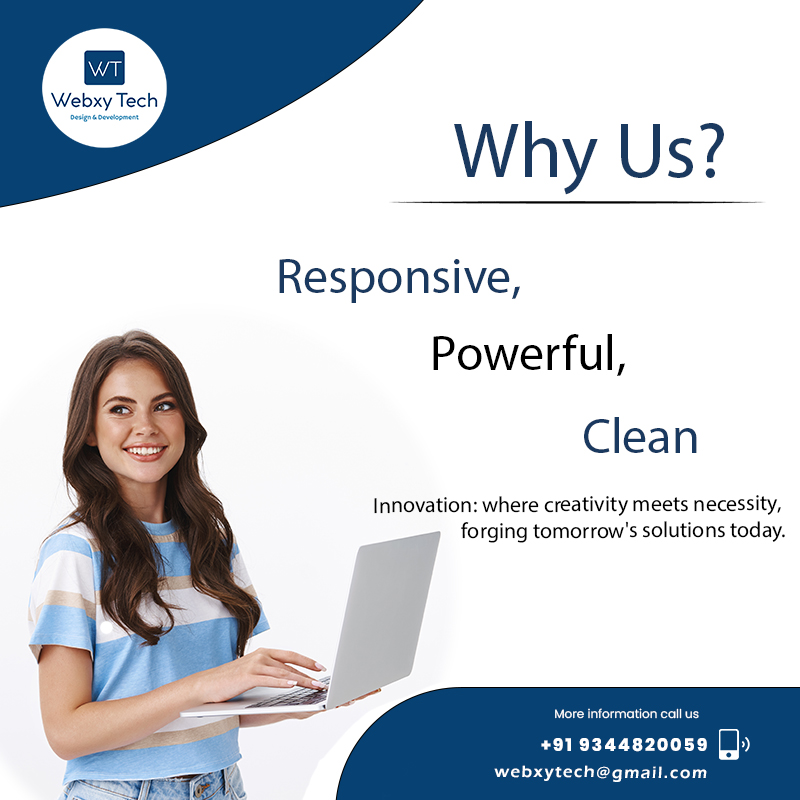 WT
Webxy Tech
Design & Development
Why Us?
Responsive,
Powerful,
Clean
Innovation: where creativity meets necessity,
forging tomorrow's solutions today.
More information call us
+91 9344820059
webxytech@gmail.com